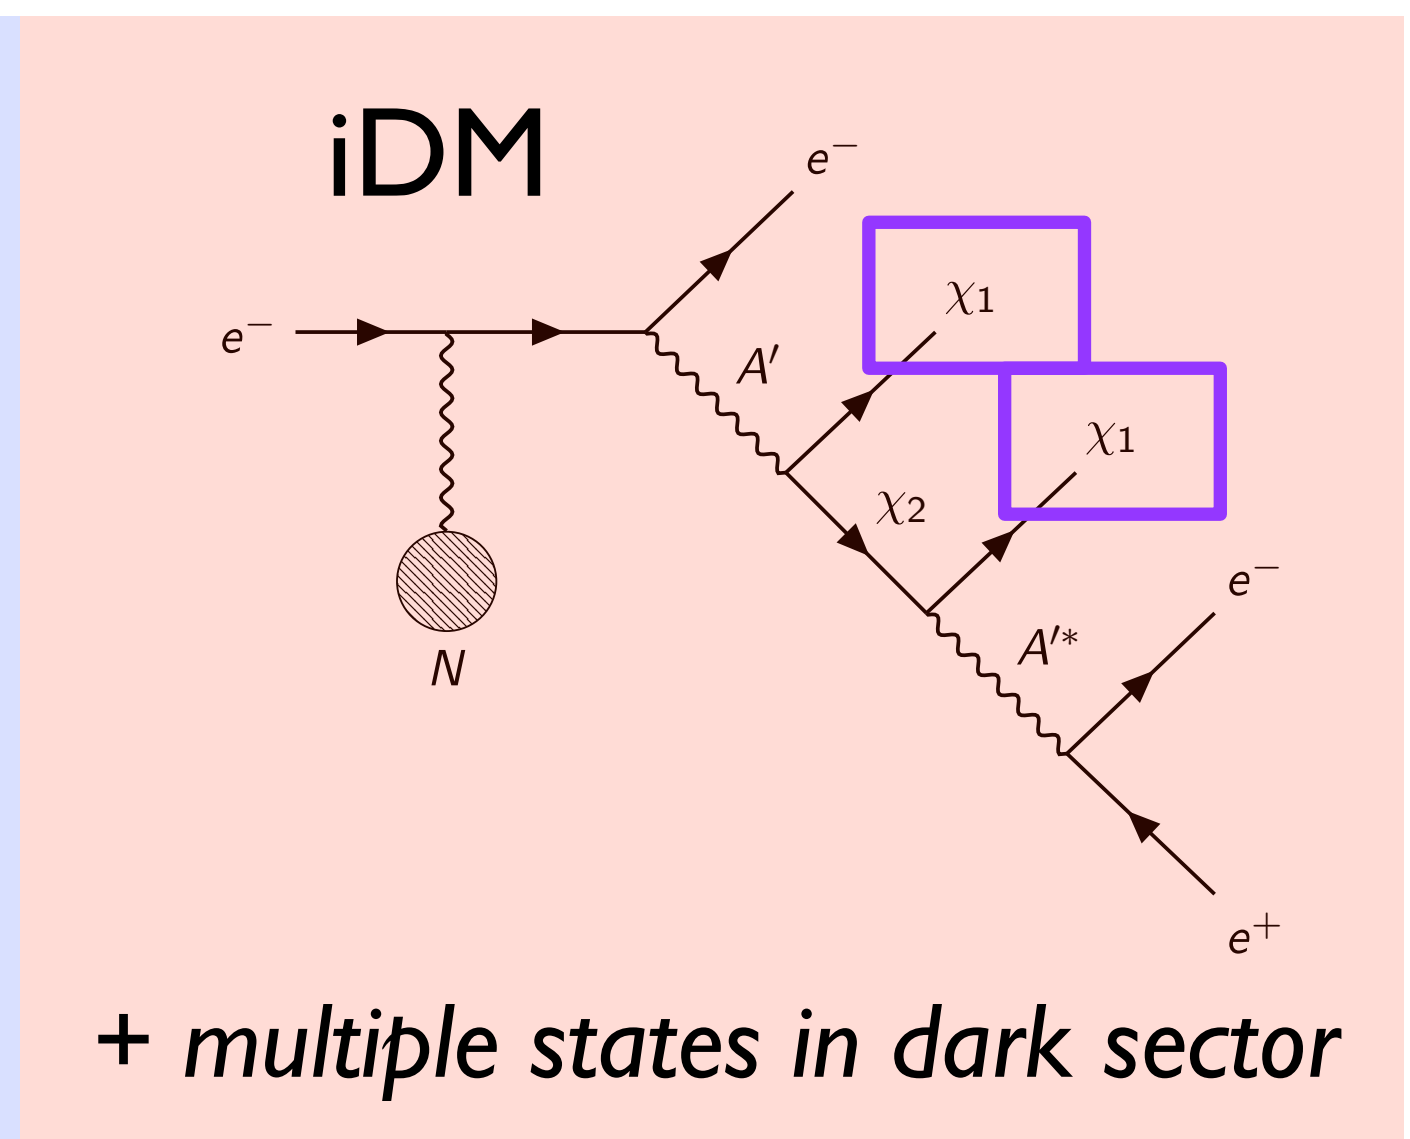 iDM
e⁻
e⁻
χ₁
A′
χ₁
χ₂
e⁻
A′*
N
e⁺
+ multiple states in dark sector